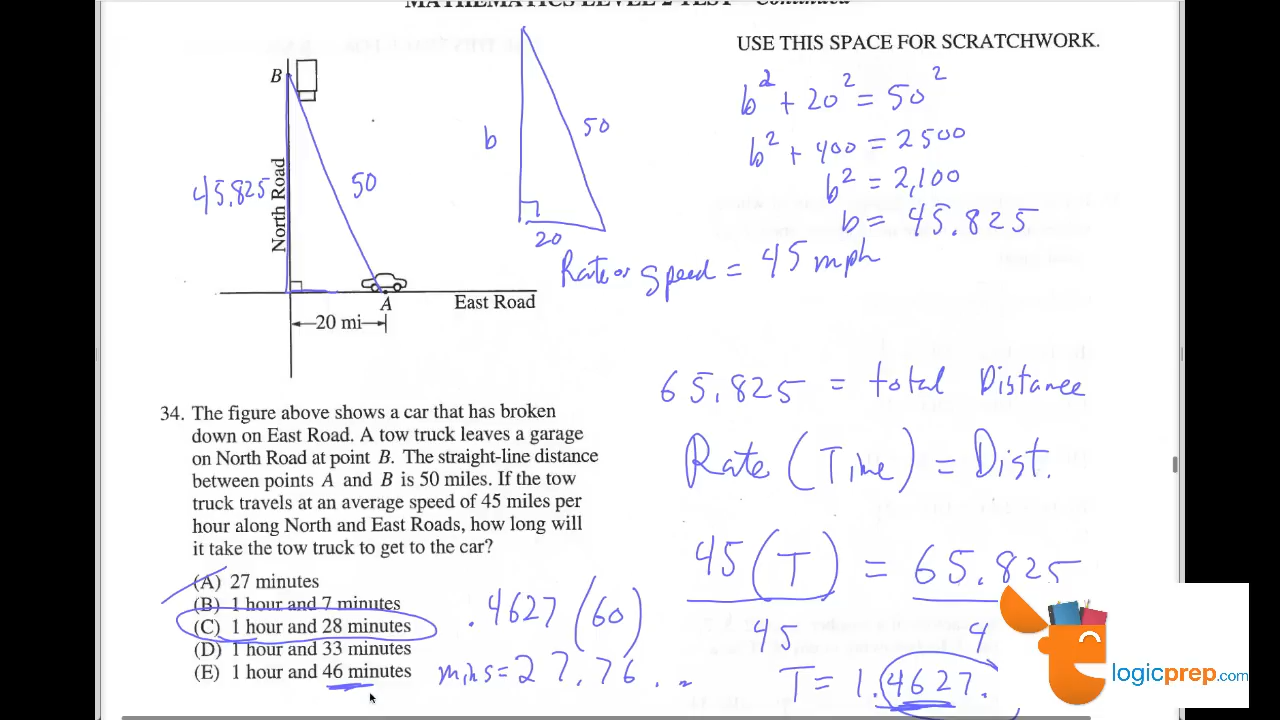 MATHEMATICS LEVEL 2 TEST — Continued
USE THIS SPACE FOR SCRATCHWORK.
B
North Road
45.825
50
A
East Road
20 mi
b
50
20
b² + 20² = 50²
b² + 400 = 2500
b² = 2,100
b = 45.825
Rate or Speed = 45 mph
65.825 = total Distance
Rate (Time) = Dist.
45 (T) = 65.825
45
4
T = 1.4627.
34. The figure above shows a car that has broken
down on East Road. A tow truck leaves a garage
on North Road at point B. The straight-line distance
between points A and B is 50 miles. If the tow
truck travels at an average speed of 45 miles per
hour along North and East Roads, how long will
it take the tow truck to get to the car?
(A) 27 minutes
(B) 1 hour and 7 minutes
(C) 1 hour and 28 minutes
(D) 1 hour and 33 minutes
(E) 1 hour and 46 minutes
.4627 (60)
mins = 27.76...
logicprep.com